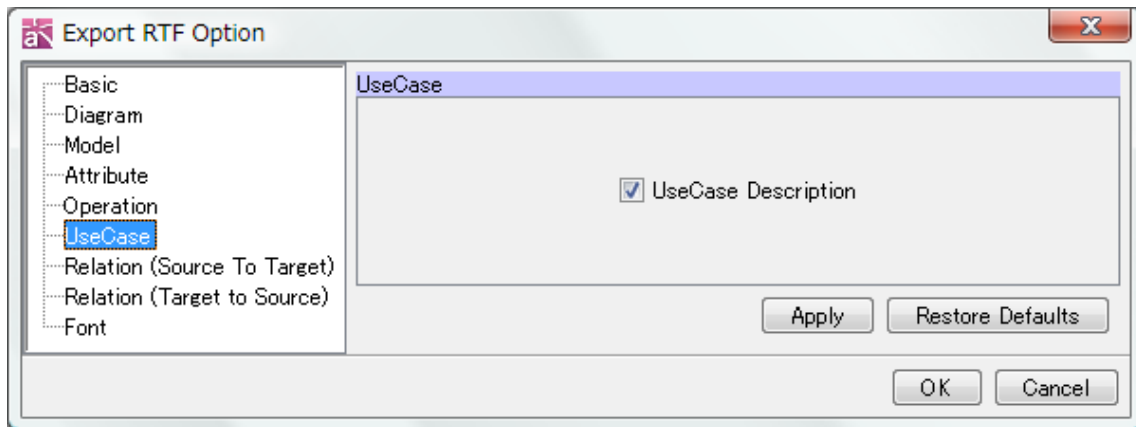 Export RTF Option
Basic
Diagram
Model
Attribute
Operation
UseCase
Relation (Source To Target)
Relation (Target to Source)
Font
UseCase
UseCase Description
Apply
Restore Defaults
OK
Cancel